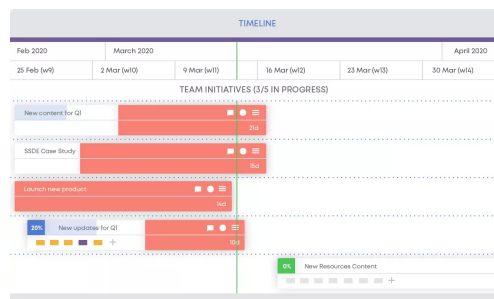 TIMELINE
Feb 2020 March 2020 April 2020
25 Feb (w9) 2 Mar (w10) 9 Mar (w11) 16 Mar (w12) 23 Mar (w13) 30 Mar (w14)
TEAM INITIATIVES (3/5 IN PROGRESS)
New content for Q1
21d
SSDE Case Study
15d
Launch new product
14d
20% New updates for Q1
10d
0% New Resources Content